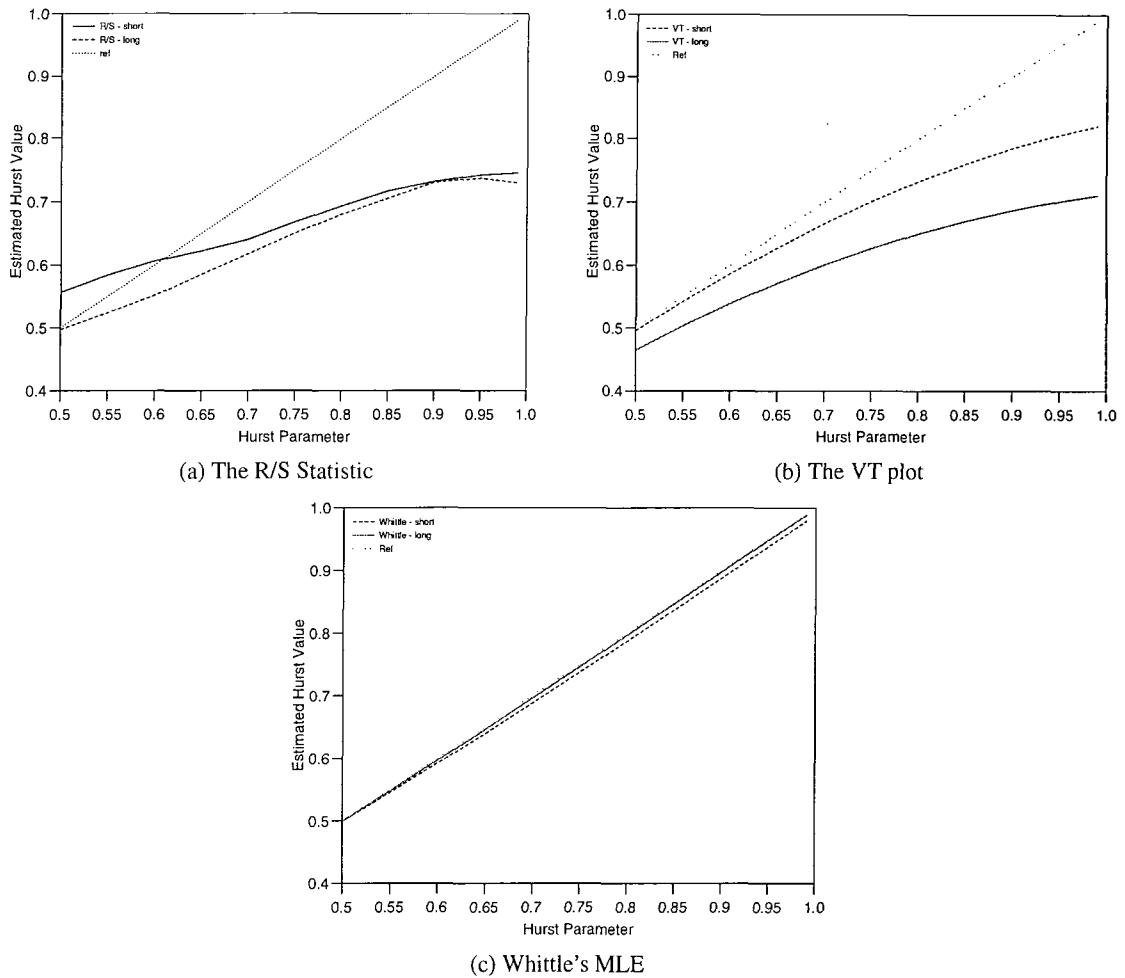 1.0
0.9
0.8
0.7
0.6
0.5
0.4
R/S - short
R/S - long
ref
Estimated Hurst Value
0.5 0.55 0.6 0.65 0.7 0.75 0.8 0.85 0.9 0.95 1.0
Hurst Parameter
(a) The R/S Statistic
1.0
0.9
0.8
0.7
0.6
0.5
0.4
VT - short
VT - long
Ref
Estimated Hurst Value
0.5 0.55 0.6 0.65 0.7 0.75 0.8 0.85 0.9 0.95 1.0
Hurst Parameter
(b) The VT plot
1.0
0.9
0.8
0.7
0.6
0.5
0.4
Whittle - short
Whittle - long
Ref
Estimated Hurst Value
0.5 0.55 0.6 0.65 0.7 0.75 0.8 0.85 0.9 0.95 1.0
Hurst Parameter
(c) Whittle's MLE